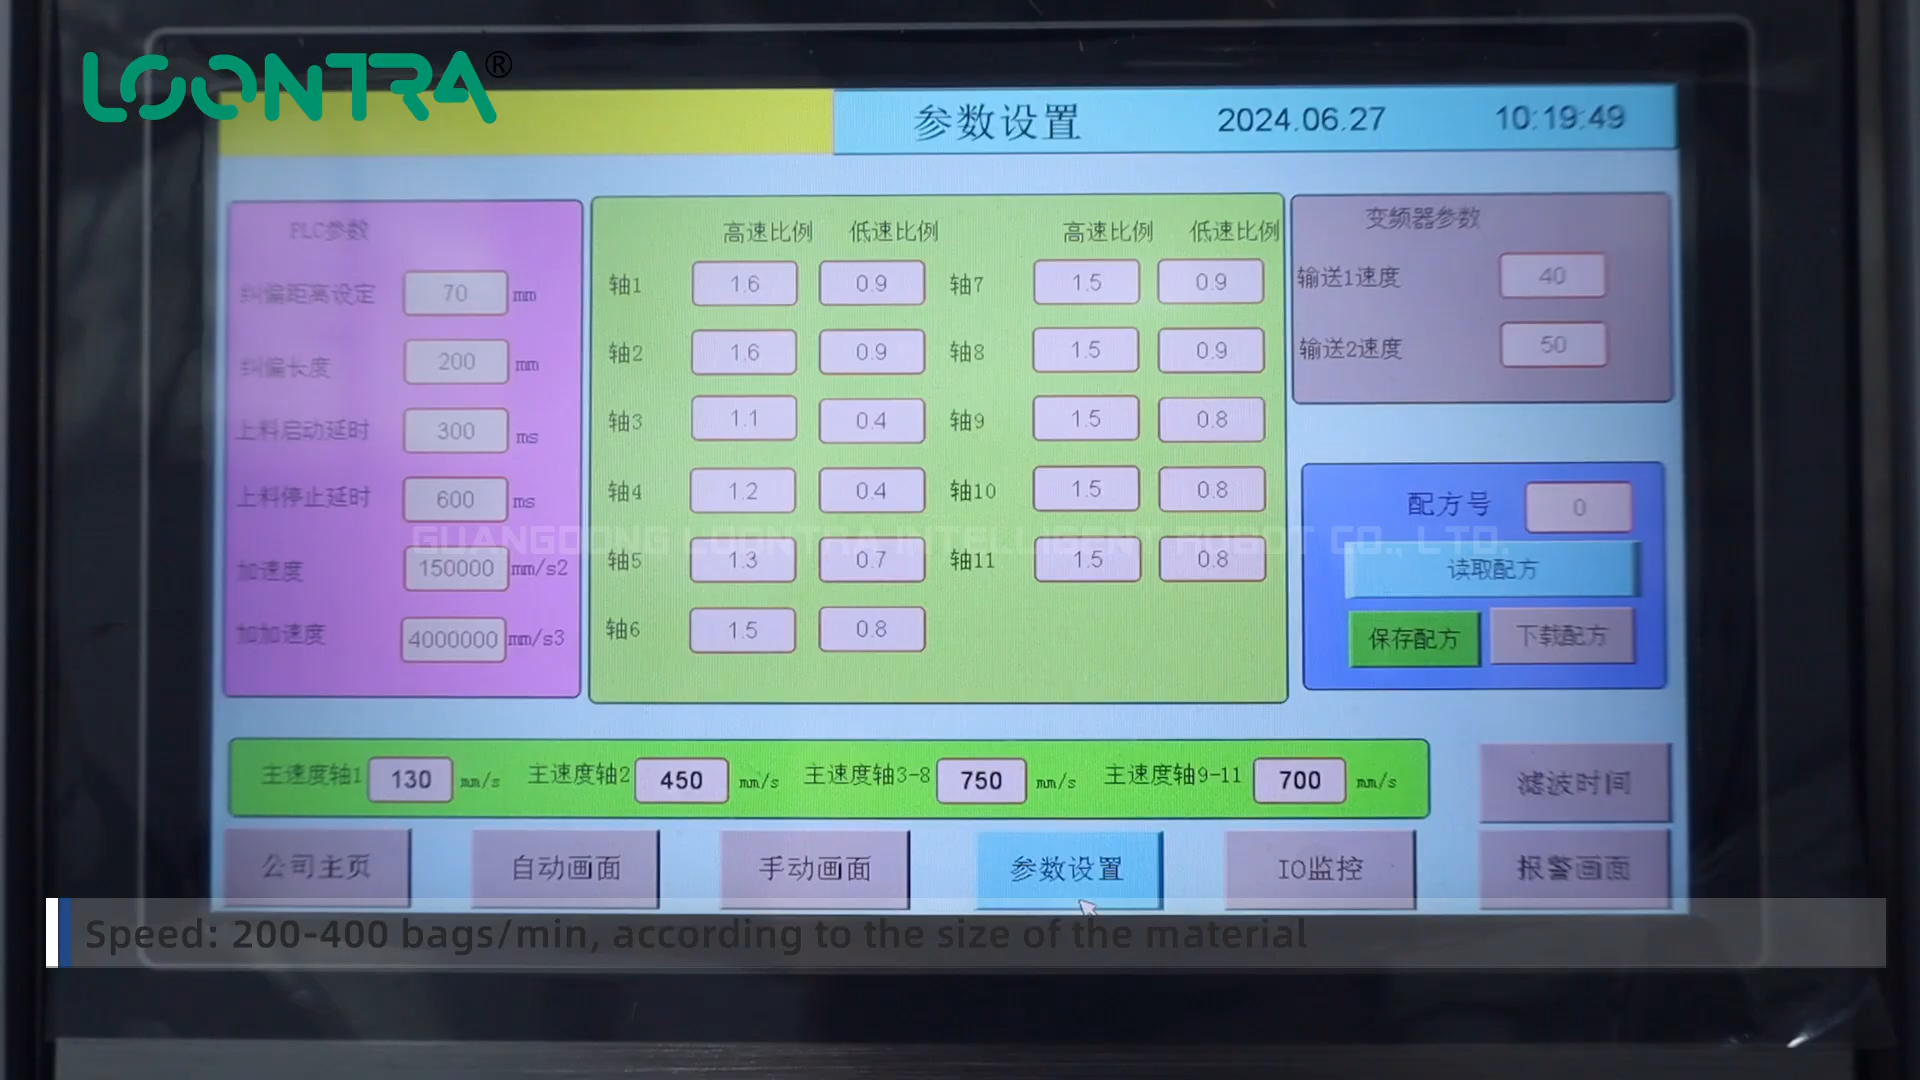 LOONTRA®
参数设置 2024.06.27 10:19:49
PLC参数
纠偏距离设定 70 mm
纠偏长度 200 mm
上料启动延时 300 ms
上料停止延时 600 ms
加速度 150000 mm/s2
加加速度 4000000 mm/s3
高速比例 低速比例 高速比例 低速比例
轴1 1.6 0.9 轴7 1.5 0.9
轴2 1.6 0.9 轴8 1.5 0.9
轴3 1.1 0.4 轴9 1.5 0.8
轴4 1.2 0.4 轴10 1.5 0.8
轴5 1.3 0.7 轴11 1.5 0.8
轴6 1.5 0.8
变频器参数
输送1速度 40
输送2速度 50
配方号 0
读取配方
保存配方 下载配方
GUANGDONG LOONTRA INTELLIGENT ROBOT CO., LTD.
主速度轴1 130 mm/s 主速度轴2 450 mm/s 主速度轴3-8 750 mm/s 主速度轴9-11 700 mm/s
滤波时间
公司主页 自动画面 手动画面 参数设置 IO监控 报警画面
Speed: 200-400 bags/min, according to the size of the material